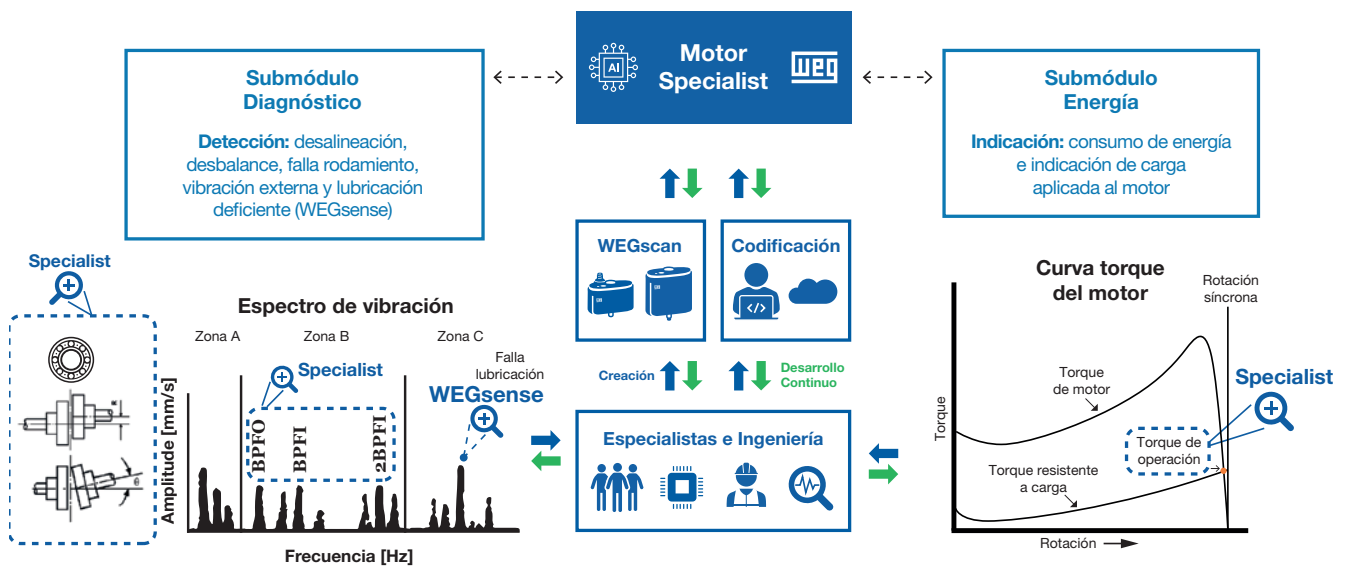 Submódulo
Diagnóstico
Detección: desalineación,
desbalance, falla rodamiento,
vibración externa y lubricación
deficiente (WEGsense)
AI
Motor
Specialist
WEG
Submódulo
Energía
Indicación: consumo de energía
e indicación de carga
aplicada al motor
WEGscan
Codificación
</>
Creación
Desarrollo
Continuo
Especialistas e Ingeniería
Specialist
Espectro de vibración
Zona A
Zona B
Zona C
Specialist
Falla
lubricación
WEGsense
BPFO
BPFI
2BPFI
Amplitude [mm/s]
Frecuencia [Hz]
Curva torque
del motor
Rotación
síncrona
Torque
de motor
Specialist
Torque de
operación
Torque resistente
a carga
Torque
Rotación